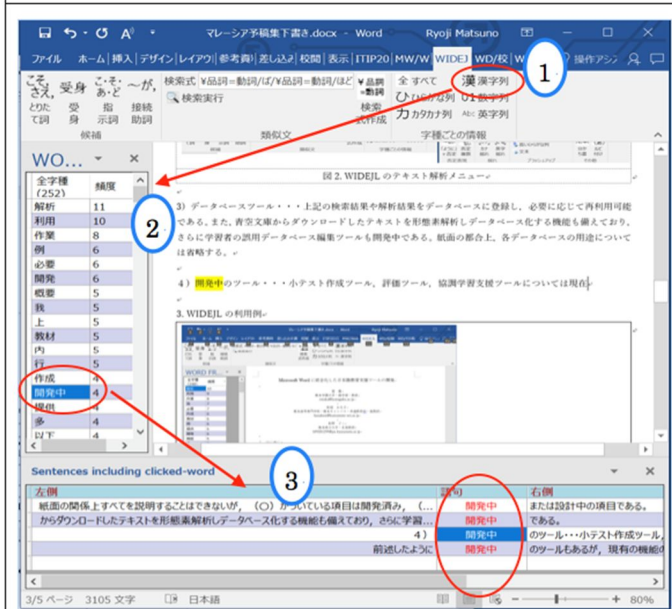 マレーシア予稿集下書き.docx - Word Ryoji Matsuno
ファイル ホーム 挿入 デザイン レイアウ 参考資 差し込み 校閲 表示 ITIP20 MW/W WIDEJ WD/校 操作アシ
1
こそ、さえ、 受身 こ・そ・あ・ど ～が、
とりたて詞 受身 指示詞 接続助詞
候補
検索式 ¥品詞=動詞/ば/¥品詞=動詞/ほど
検索実行
¥品詞=動詞
検索式作成
類似文
全 すべて 漢 漢字列
ひ ひらがな列 01 数字列
カ カタカナ列 Abc 英字列
字種ごとの情報
WO...
全字種 (252) 頻度
解析 11
利用 10
作業 8
例 6
必要 6
開発 6
概要 5
我 5
上 5
教材 5
内 5
行 5
作成 4
開発中 4
提供 4
多 4
以下 4
2
図 2. WIDEJL のテキスト解析メニュー
3）データベースツール・・・上記の検索結果や解析結果をデータベースに登録し，必要に応じて再利用可能
である。また，青空文庫からダウンロードしたテキストを形態素解析しデータベース化する機能も備えており，
さらに学習者の誤用データベース編集ツールも開発中である。紙面の都合上，各データベースの用途について
は省略する。
4）開発中のツール・・・小テスト作成ツール，評価ツール，協調学習支援ツールについては現在
3. WIDEJL の利用例
3
Sentences including clicked-word
左側 語句 右側
紙面の関係上すべてを説明することはできないが，（○）がついている項目は開発済み，（... 開発中 または設計中の項目である。
からダウンロードしたテキストを形態素解析しデータベース化する機能も備えており，さらに学習... 開発中 である。
4） 開発中 のツール・・・小テスト作成ツール，
前述したように 開発中 のツールもあるが，現有の機能の
3/5 ページ 3105 文字 日本語 80%